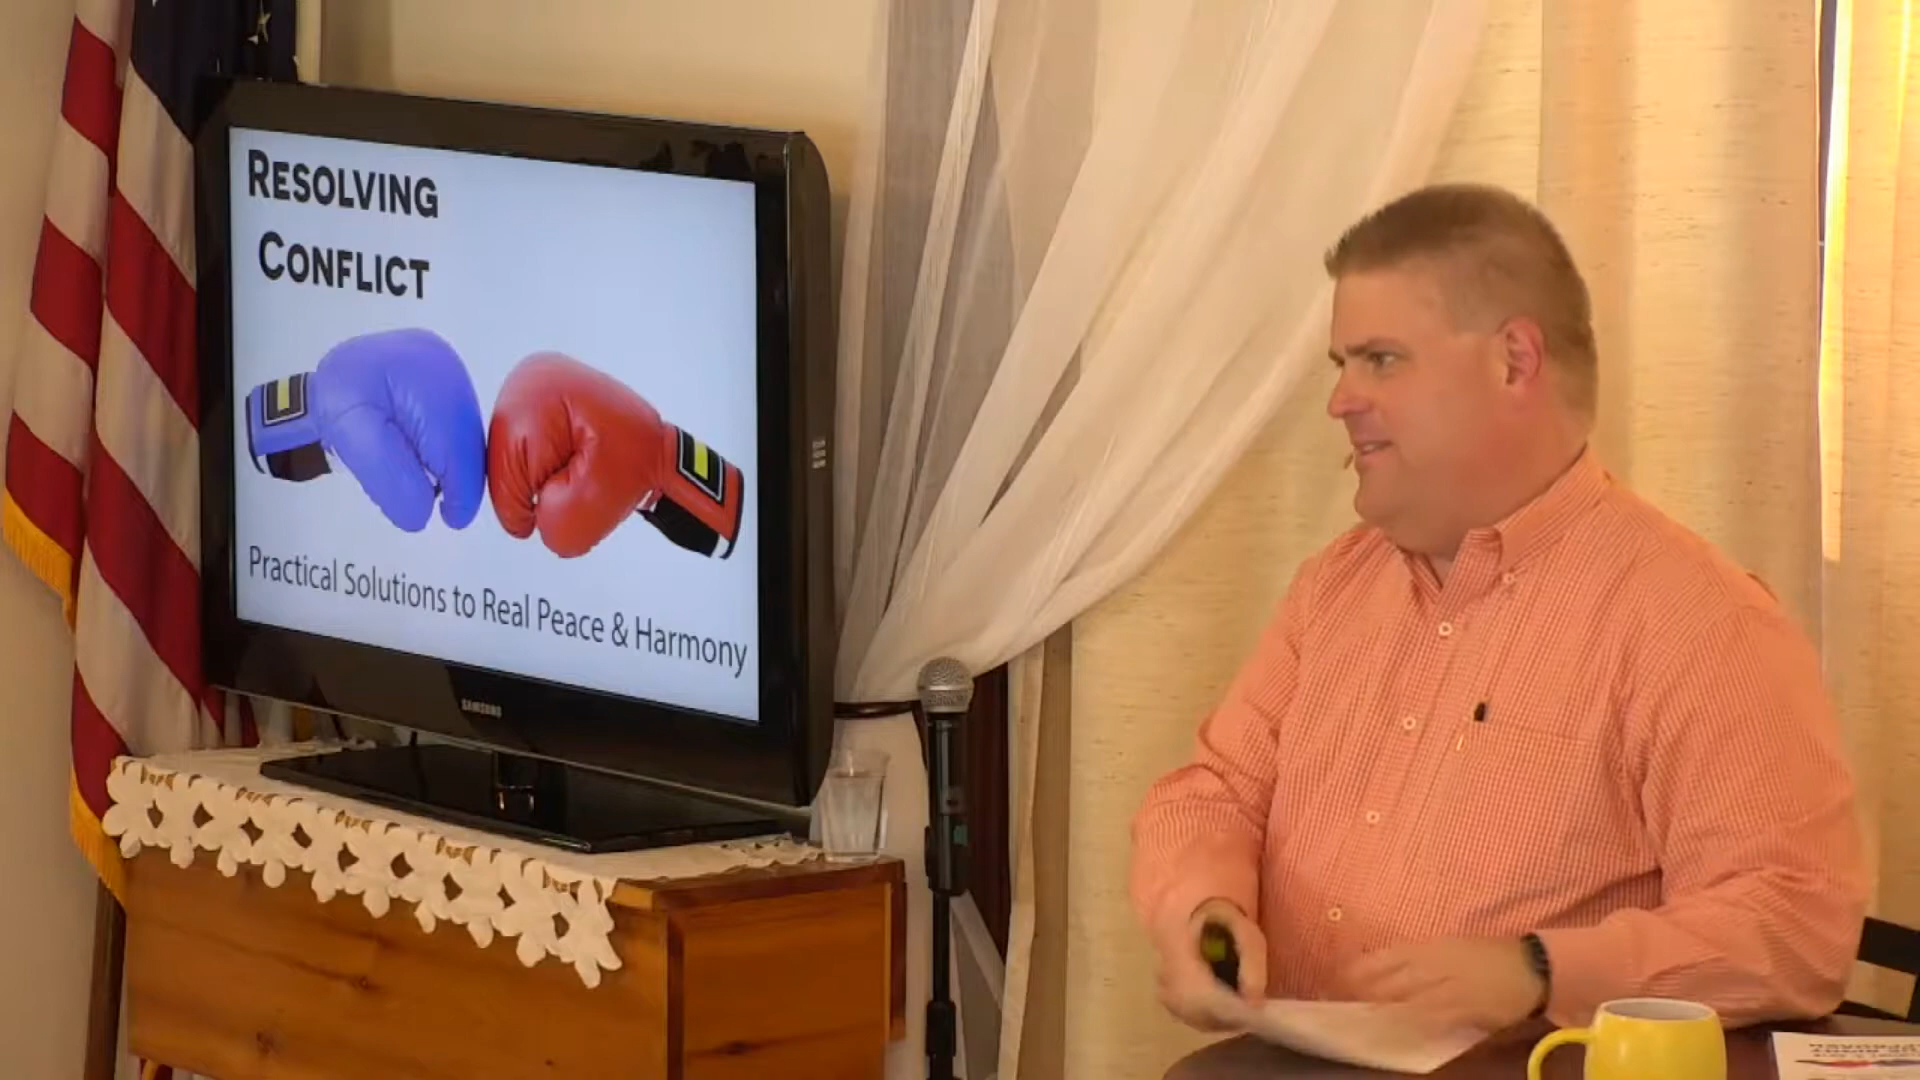 RESOLVING
CONFLICT
Practical Solutions to Real Peace & Harmony
SAMSUNG